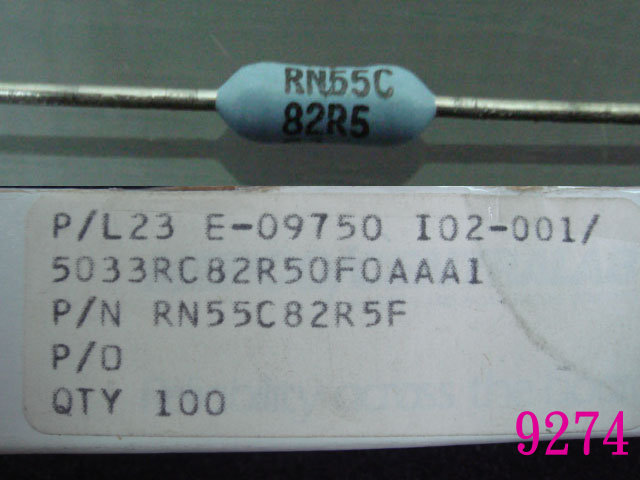 RN55C
82R5
P/L23 E-09750 I02-001/
5033RC82R50F0AAA1
P/N RN55C82R5F
P/O
QTY 100
9274